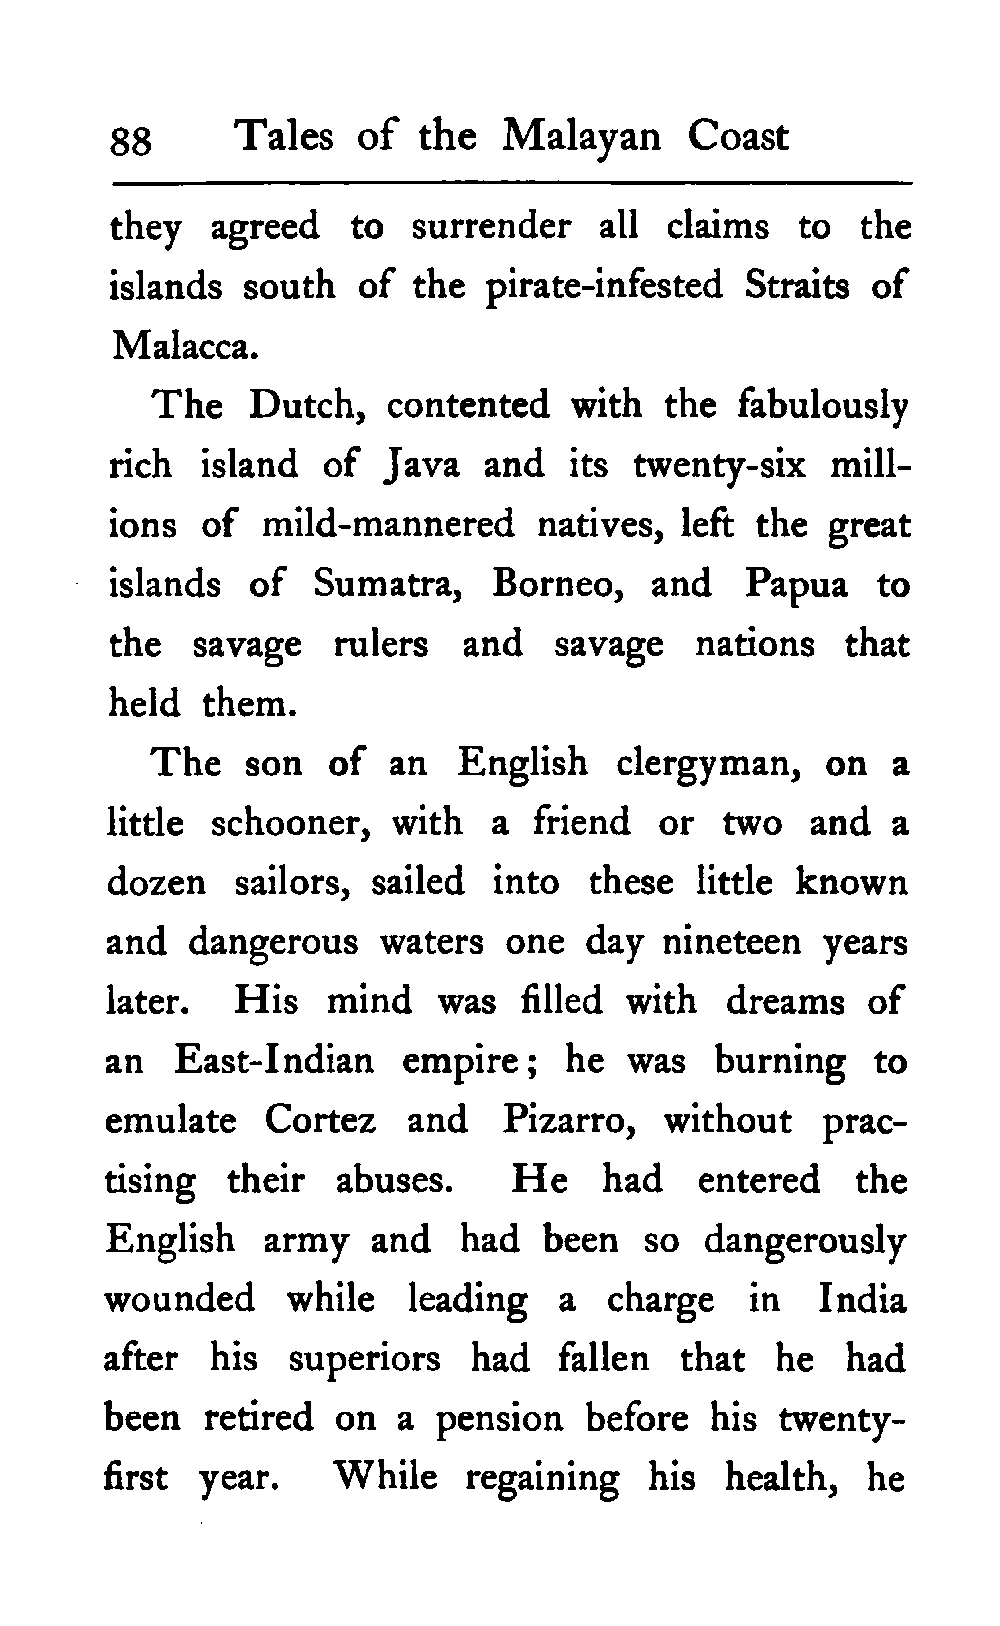 88 Tales of the Malayan Coast
they agreed to surrender all claims to the
islands south of the pirate-infested Straits of
Malacca.
The Dutch, contented with the fabulously
rich island of Java and its twenty-six mill-
ions of mild-mannered natives, left the great
islands of Sumatra, Borneo, and Papua to
the savage rulers and savage nations that
held them.
The son of an English clergyman, on a
little schooner, with a friend or two and a
dozen sailors, sailed into these little known
and dangerous waters one day nineteen years
later. His mind was filled with dreams of
an East-Indian empire; he was burning to
emulate Cortez and Pizarro, without prac-
tising their abuses. He had entered the
English army and had been so dangerously
wounded while leading a charge in India
after his superiors had fallen that he had
been retired on a pension before his twenty-
first year. While regaining his health, he